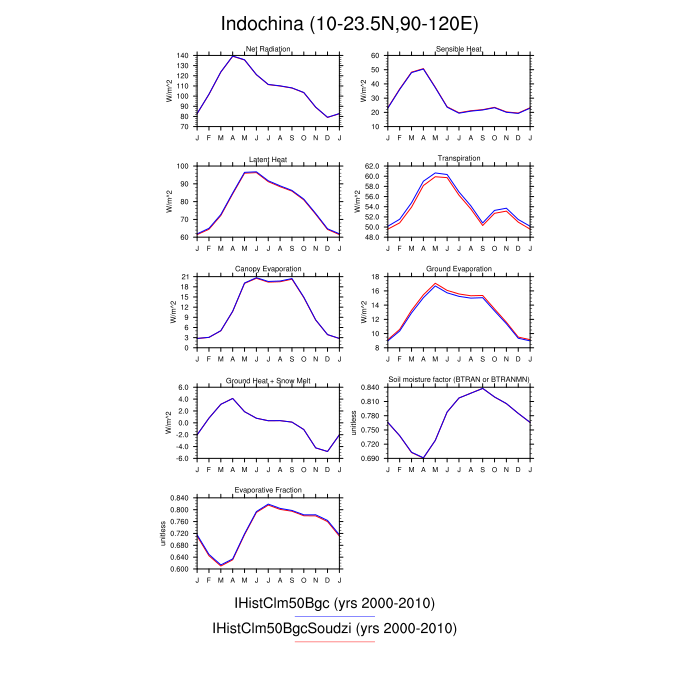 Indochina (10-23.5N,90-120E)
Net Radiation
W/m^2
140
130
120
110
100
90
80
70
J F M A M J J A S O N D J
Sensible Heat
W/m^2
60
50
40
30
20
10
J F M A M J J A S O N D J
Latent Heat
W/m^2
100
90
80
70
60
J F M A M J J A S O N D J
Transpiration
W/m^2
62.0
60.0
58.0
56.0
54.0
52.0
50.0
48.0
J F M A M J J A S O N D J
Canopy Evaporation
W/m^2
21
18
15
12
9
6
3
0
J F M A M J J A S O N D J
Ground Evaporation
W/m^2
18
16
14
12
10
8
J F M A M J J A S O N D J
Ground Heat + Snow Melt
W/m^2
6.0
4.0
2.0
0.0
-2.0
-4.0
-6.0
J F M A M J J A S O N D J
Soil moisture factor (BTRAN or BTRANMN)
unitless
0.840
0.810
0.780
0.750
0.720
0.690
J F M A M J J A S O N D J
Evaporative Fraction
unitless
0.840
0.800
0.760
0.720
0.680
0.640
0.600
J F M A M J J A S O N D J
IHistClm50Bgc (yrs 2000-2010)
IHistClm50BgcSoudzi (yrs 2000-2010)